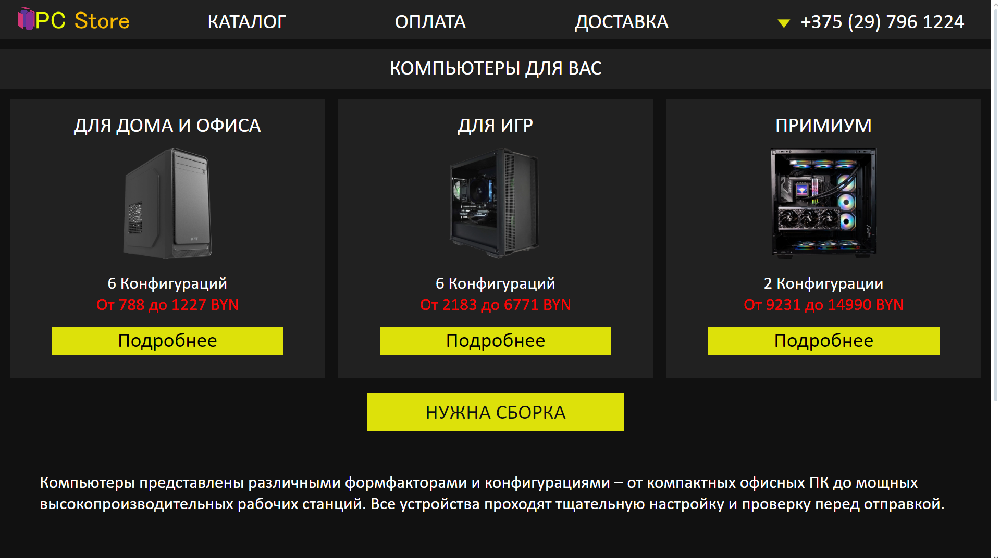 PC Store
КАТАЛОГ
ОПЛАТА
ДОСТАВКА
+375 (29) 796 1224
КОМПЬЮТЕРЫ ДЛЯ ВАС
ДЛЯ ДОМА И ОФИСА
6 Конфигураций
От 788 до 1227 BYN
Подробнее
ДЛЯ ИГР
6 Конфигураций
От 2183 до 6771 BYN
Подробнее
ПРИМИУМ
2 Конфигурации
От 9231 до 14990 BYN
Подробнее
НУЖНА СБОРКА
Компьютеры представлены различными формфакторами и конфигурациями – от компактных офисных ПК до мощных
высокопроизводительных рабочих станций. Все устройства проходят тщательную настройку и проверку перед отправкой.